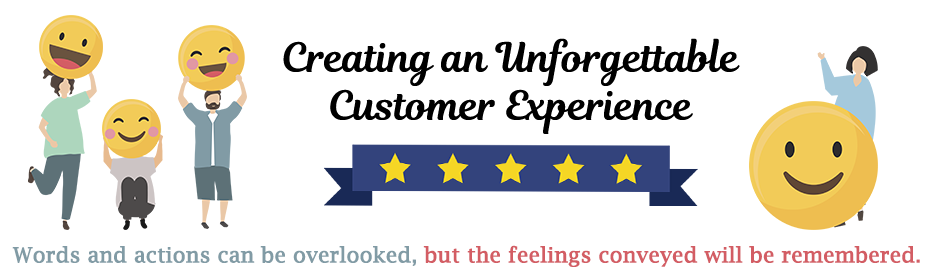 Creating an Unforgettable
Customer Experience
Words and actions can be overlooked, but the feelings conveyed will be remembered.